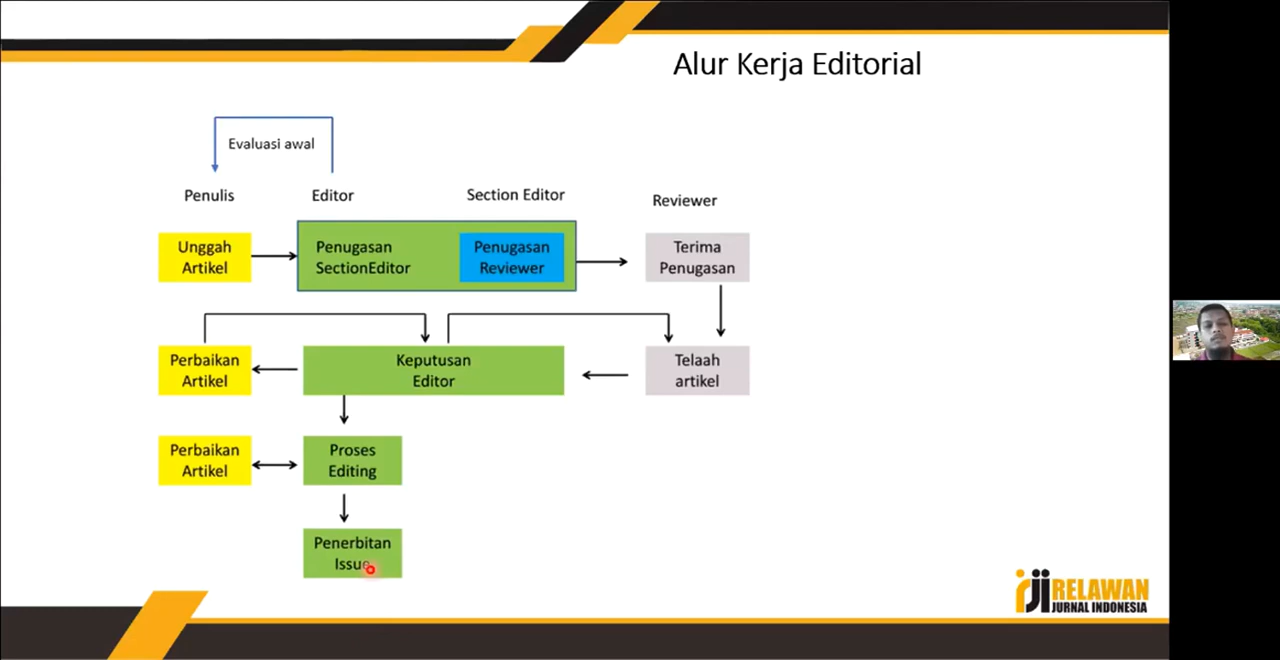 Alur Kerja Editorial
Evaluasi awal
Penulis
Editor
Section Editor
Reviewer
Unggah
Artikel
Penugasan
SectionEditor
Penugasan
Reviewer
Terima
Penugasan
Perbaikan
Artikel
Keputusan
Editor
Telaah
artikel
Perbaikan
Artikel
Proses
Editing
Penerbitan
Issue
rji RELAWAN
JURNAL INDONESIA